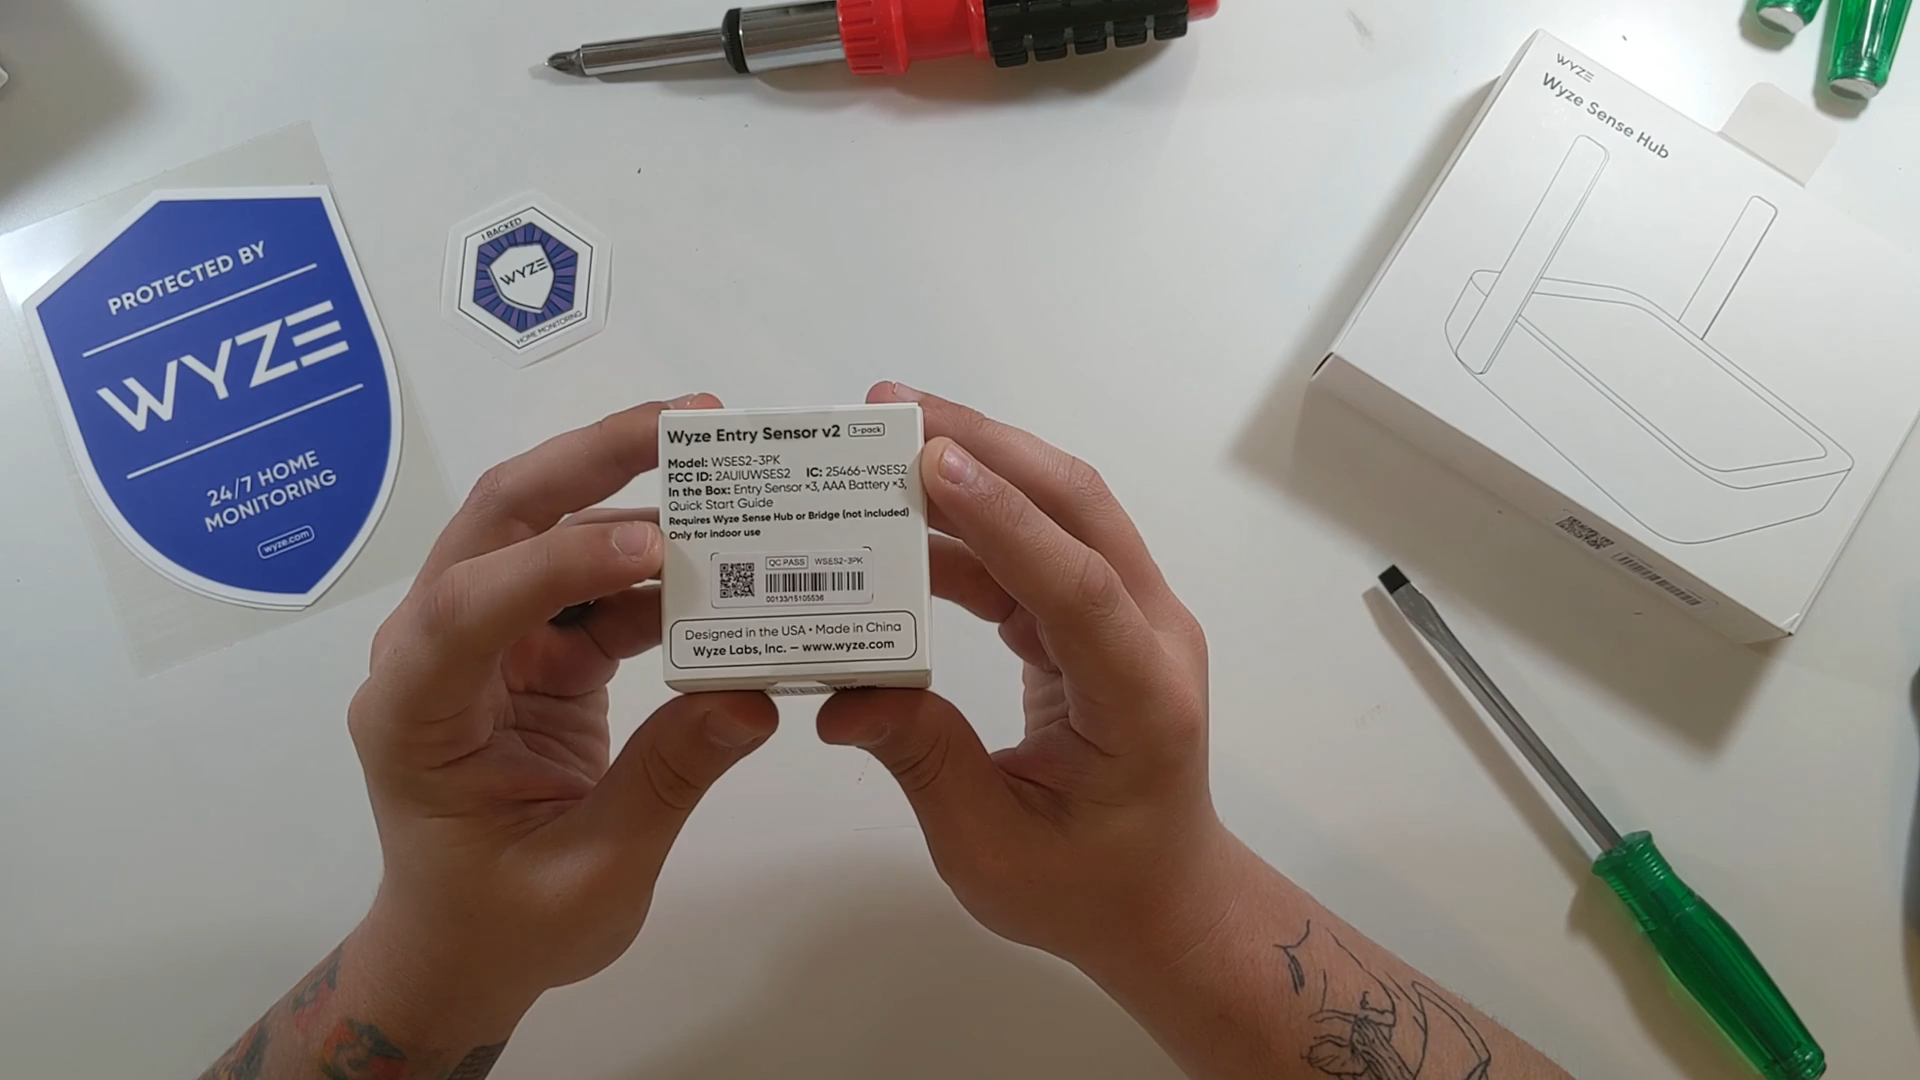 PROTECTED BY
WYZE
24/7 HOME
MONITORING
wyze.com
I BACKED
WYZE
HOME MONITORING
Wyze Entry Sensor v2 3-pack
Model: WSES2-3PK
FCC ID: 2AUIUWSES2 IC: 25466-WSES2
In the Box: Entry Sensor ×3, AAA Battery ×3,
Quick Start Guide
Requires Wyze Sense Hub or Bridge (not included)
Only for indoor use
QC PASS WSES2-3PK
00133/15105536
Designed in the USA • Made in China
Wyze Labs, Inc. — www.wyze.com
WYZE
Wyze Sense Hub